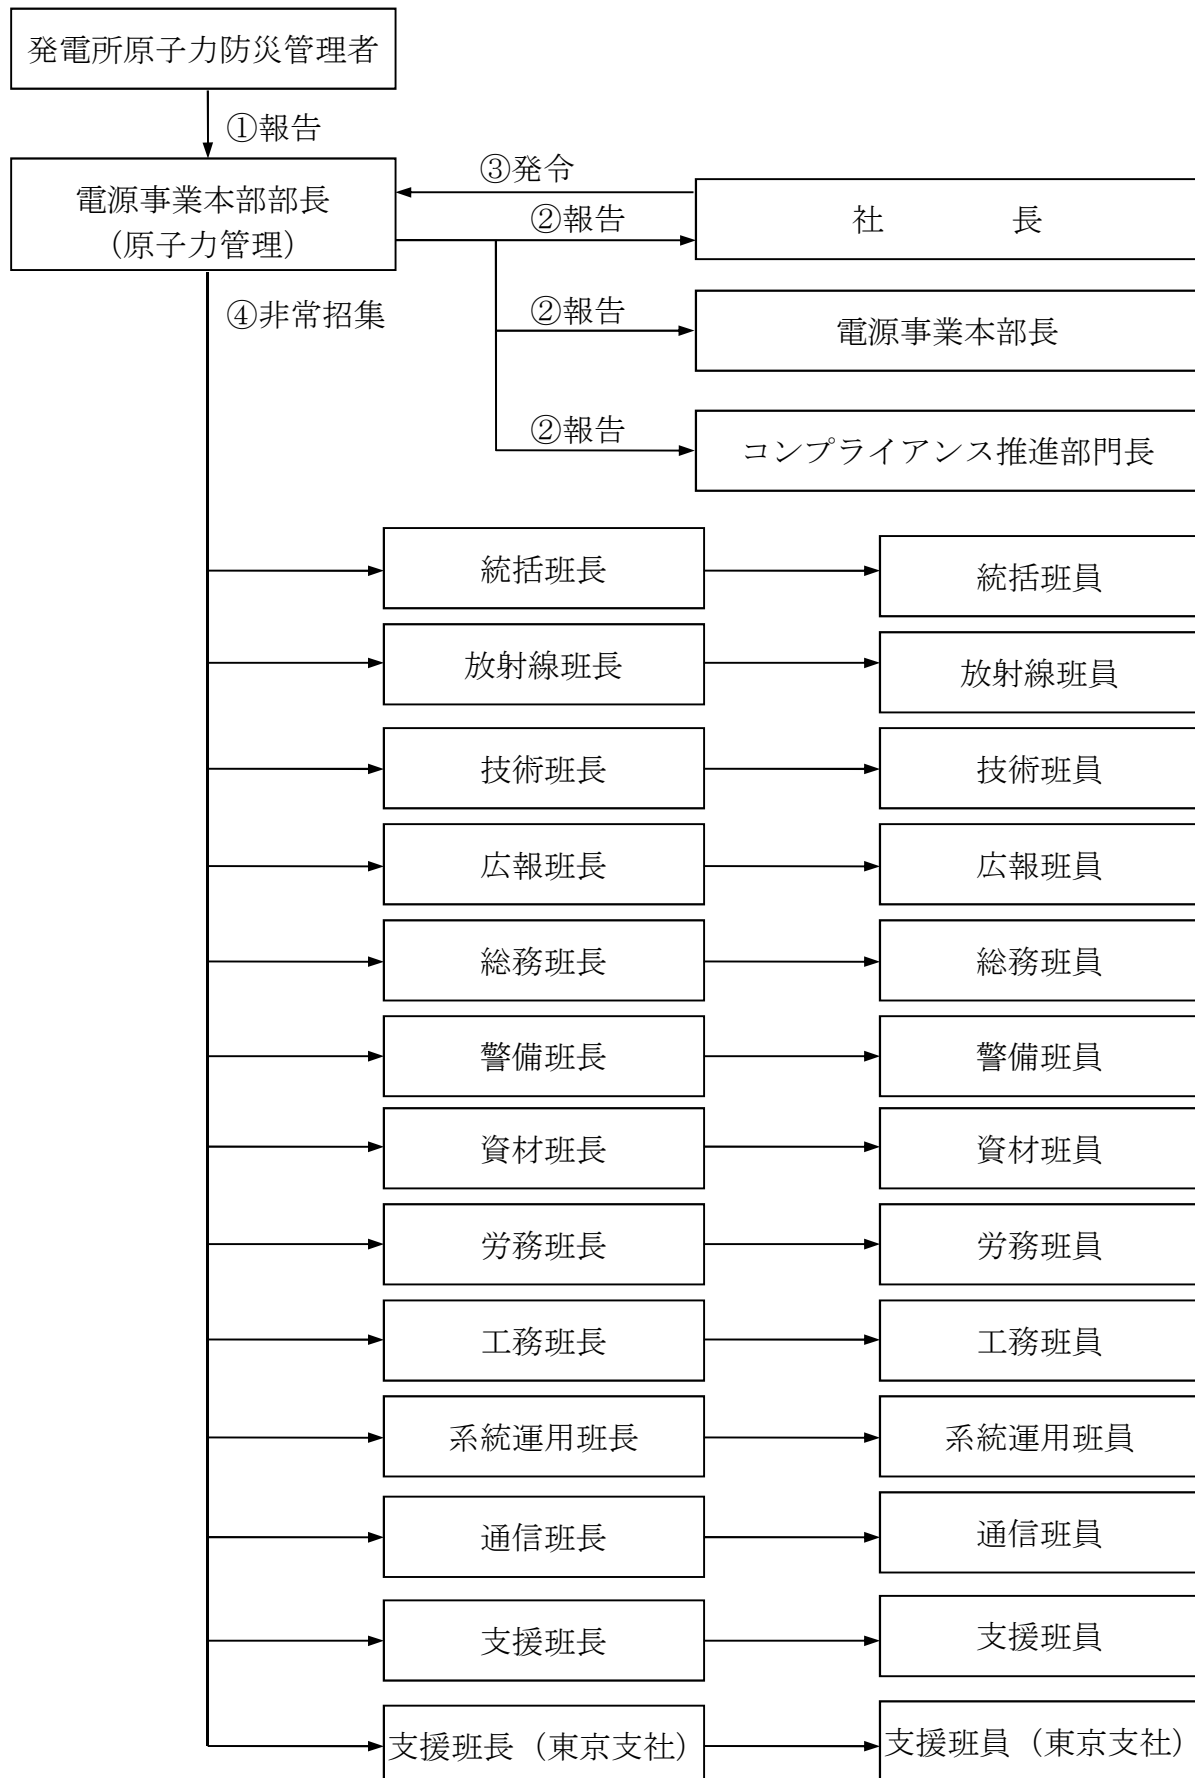 発電所原子力防災管理者
①報告
電源事業本部部長
（原子力管理）
③発令
②報告
社　　　　長
④非常招集
②報告
電源事業本部長
②報告
コンプライアンス推進部門長
統括班長
統括班員
放射線班長
放射線班員
技術班長
技術班員
広報班長
広報班員
総務班長
総務班員
警備班長
警備班員
資材班長
資材班員
労務班長
労務班員
工務班長
工務班員
系統運用班長
系統運用班員
通信班長
通信班員
支援班長
支援班員
支援班長（東京支社）
支援班員（東京支社）